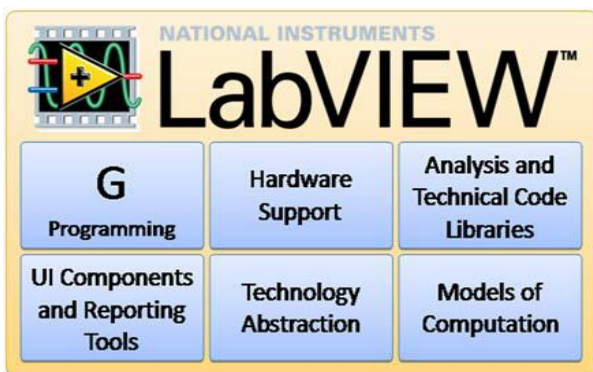 NATIONAL INSTRUMENTS
LabVIEW™
G
Programming
Hardware
Support
Analysis and
Technical Code
Libraries
UI Components
and Reporting
Tools
Technology
Abstraction
Models of
Computation